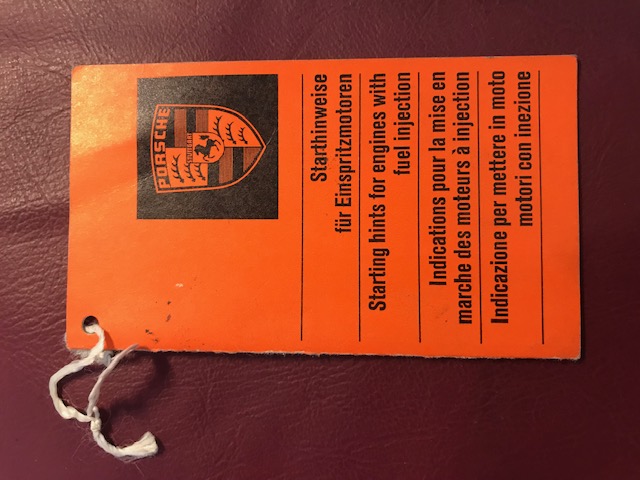 PORSCHE
STUTTGART
Starthinweise
für Einspritzmotoren
Starting hints for engines with
fuel injection
Indications pour la mise en
marche des moteurs à injection
Indicazione per mettere in moto
motori con inezione